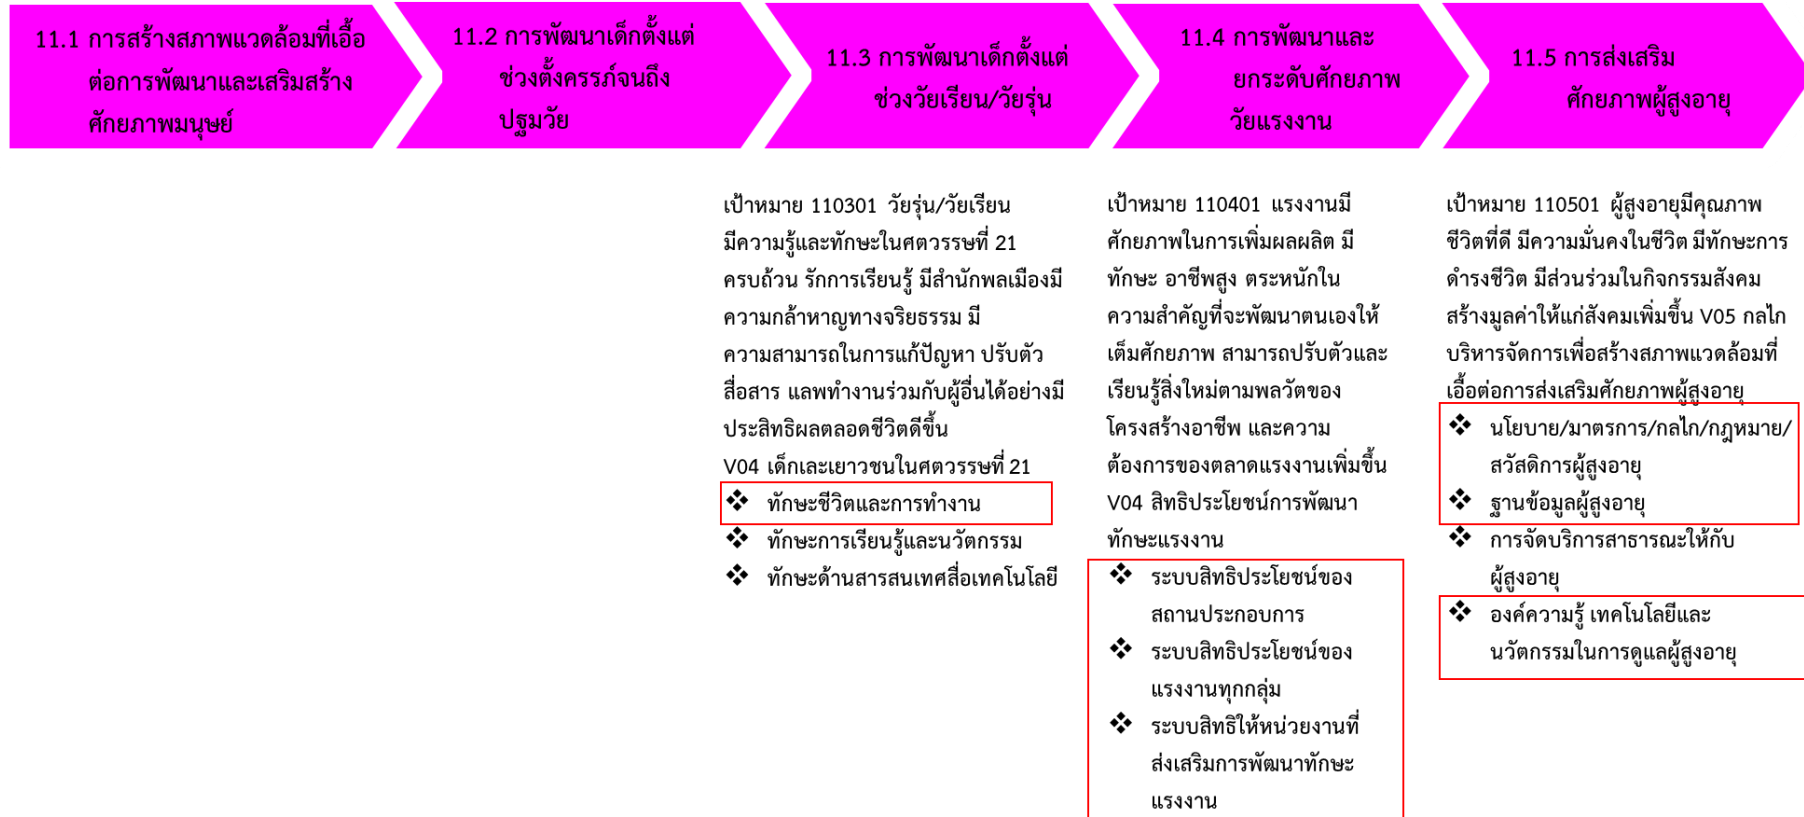 11.1 การสร้างสภาพแวดล้อมที่เอื้อ
ต่อการพัฒนาและเสริมสร้าง
ศักยภาพมนุษย์
11.2 การพัฒนาเด็กตั้งแต่
ช่วงตั้งครรภ์จนถึง
ปฐมวัย
11.3 การพัฒนาเด็กตั้งแต่
ช่วงวัยเรียน/วัยรุ่น
11.4 การพัฒนาและ
ยกระดับศักยภาพ
วัยแรงงาน
11.5 การส่งเสริม
ศักยภาพผู้สูงอายุ
เป้าหมาย 110301 วัยรุ่น/วัยเรียน
มีความรู้และทักษะในศตวรรษที่ 21
ครบถ้วน รักการเรียนรู้ มีสำนักพลเมืองมี
ความกล้าหาญทางจริยธรรม มี
ความสามารถในการแก้ปัญหา ปรับตัว
สื่อสาร แลพทำงานร่วมกับผู้อื่นได้อย่างมี
ประสิทธิผลตลอดชีวิตดีขึ้น
V04 เด็กเละเยาวชนในศตวรรษที่ 21
❖ ทักษะชีวิตและการทำงาน
❖ ทักษะการเรียนรู้และนวัตกรรม
❖ ทักษะด้านสารสนเทศสื่อเทคโนโลยี
เป้าหมาย 110401 แรงงานมี
ศักยภาพในการเพิ่มผลผลิต มี
ทักษะ อาชีพสูง ตระหนักใน
ความสำคัญที่จะพัฒนาตนเองให้
เต็มศักยภาพ สามารถปรับตัวและ
เรียนรู้สิ่งใหม่ตามพลวัตของ
โครงสร้างอาชีพ และความ
ต้องการของตลาดแรงงานเพิ่มขึ้น
V04 สิทธิประโยชน์การพัฒนา
ทักษะแรงงาน
❖ ระบบสิทธิประโยชน์ของ
สถานประกอบการ
❖ ระบบสิทธิประโยชน์ของ
แรงงานทุกกลุ่ม
❖ ระบบสิทธิให้หน่วยงานที่
ส่งเสริมการพัฒนาทักษะ
แรงงาน
เป้าหมาย 110501 ผู้สูงอายุมีคุณภาพ
ชีวิตที่ดี มีความมั่นคงในชีวิต มีทักษะการ
ดำรงชีวิต มีส่วนร่วมในกิจกรรมสังคม
สร้างมูลค่าให้แก่สังคมเพิ่มขึ้น V05 กลไก
บริหารจัดการเพื่อสร้างสภาพแวดล้อมที่
เอื้อต่อการส่งเสริมศักยภาพผู้สูงอายุ
❖ นโยบาย/มาตรการ/กลไก/กฎหมาย/
สวัสดิการผู้สูงอายุ
❖ ฐานข้อมูลผู้สูงอายุ
❖ การจัดบริการสาธารณะให้กับ
ผู้สูงอายุ
❖ องค์ความรู้ เทคโนโลยีและ
นวัตกรรมในการดูแลผู้สูงอายุ